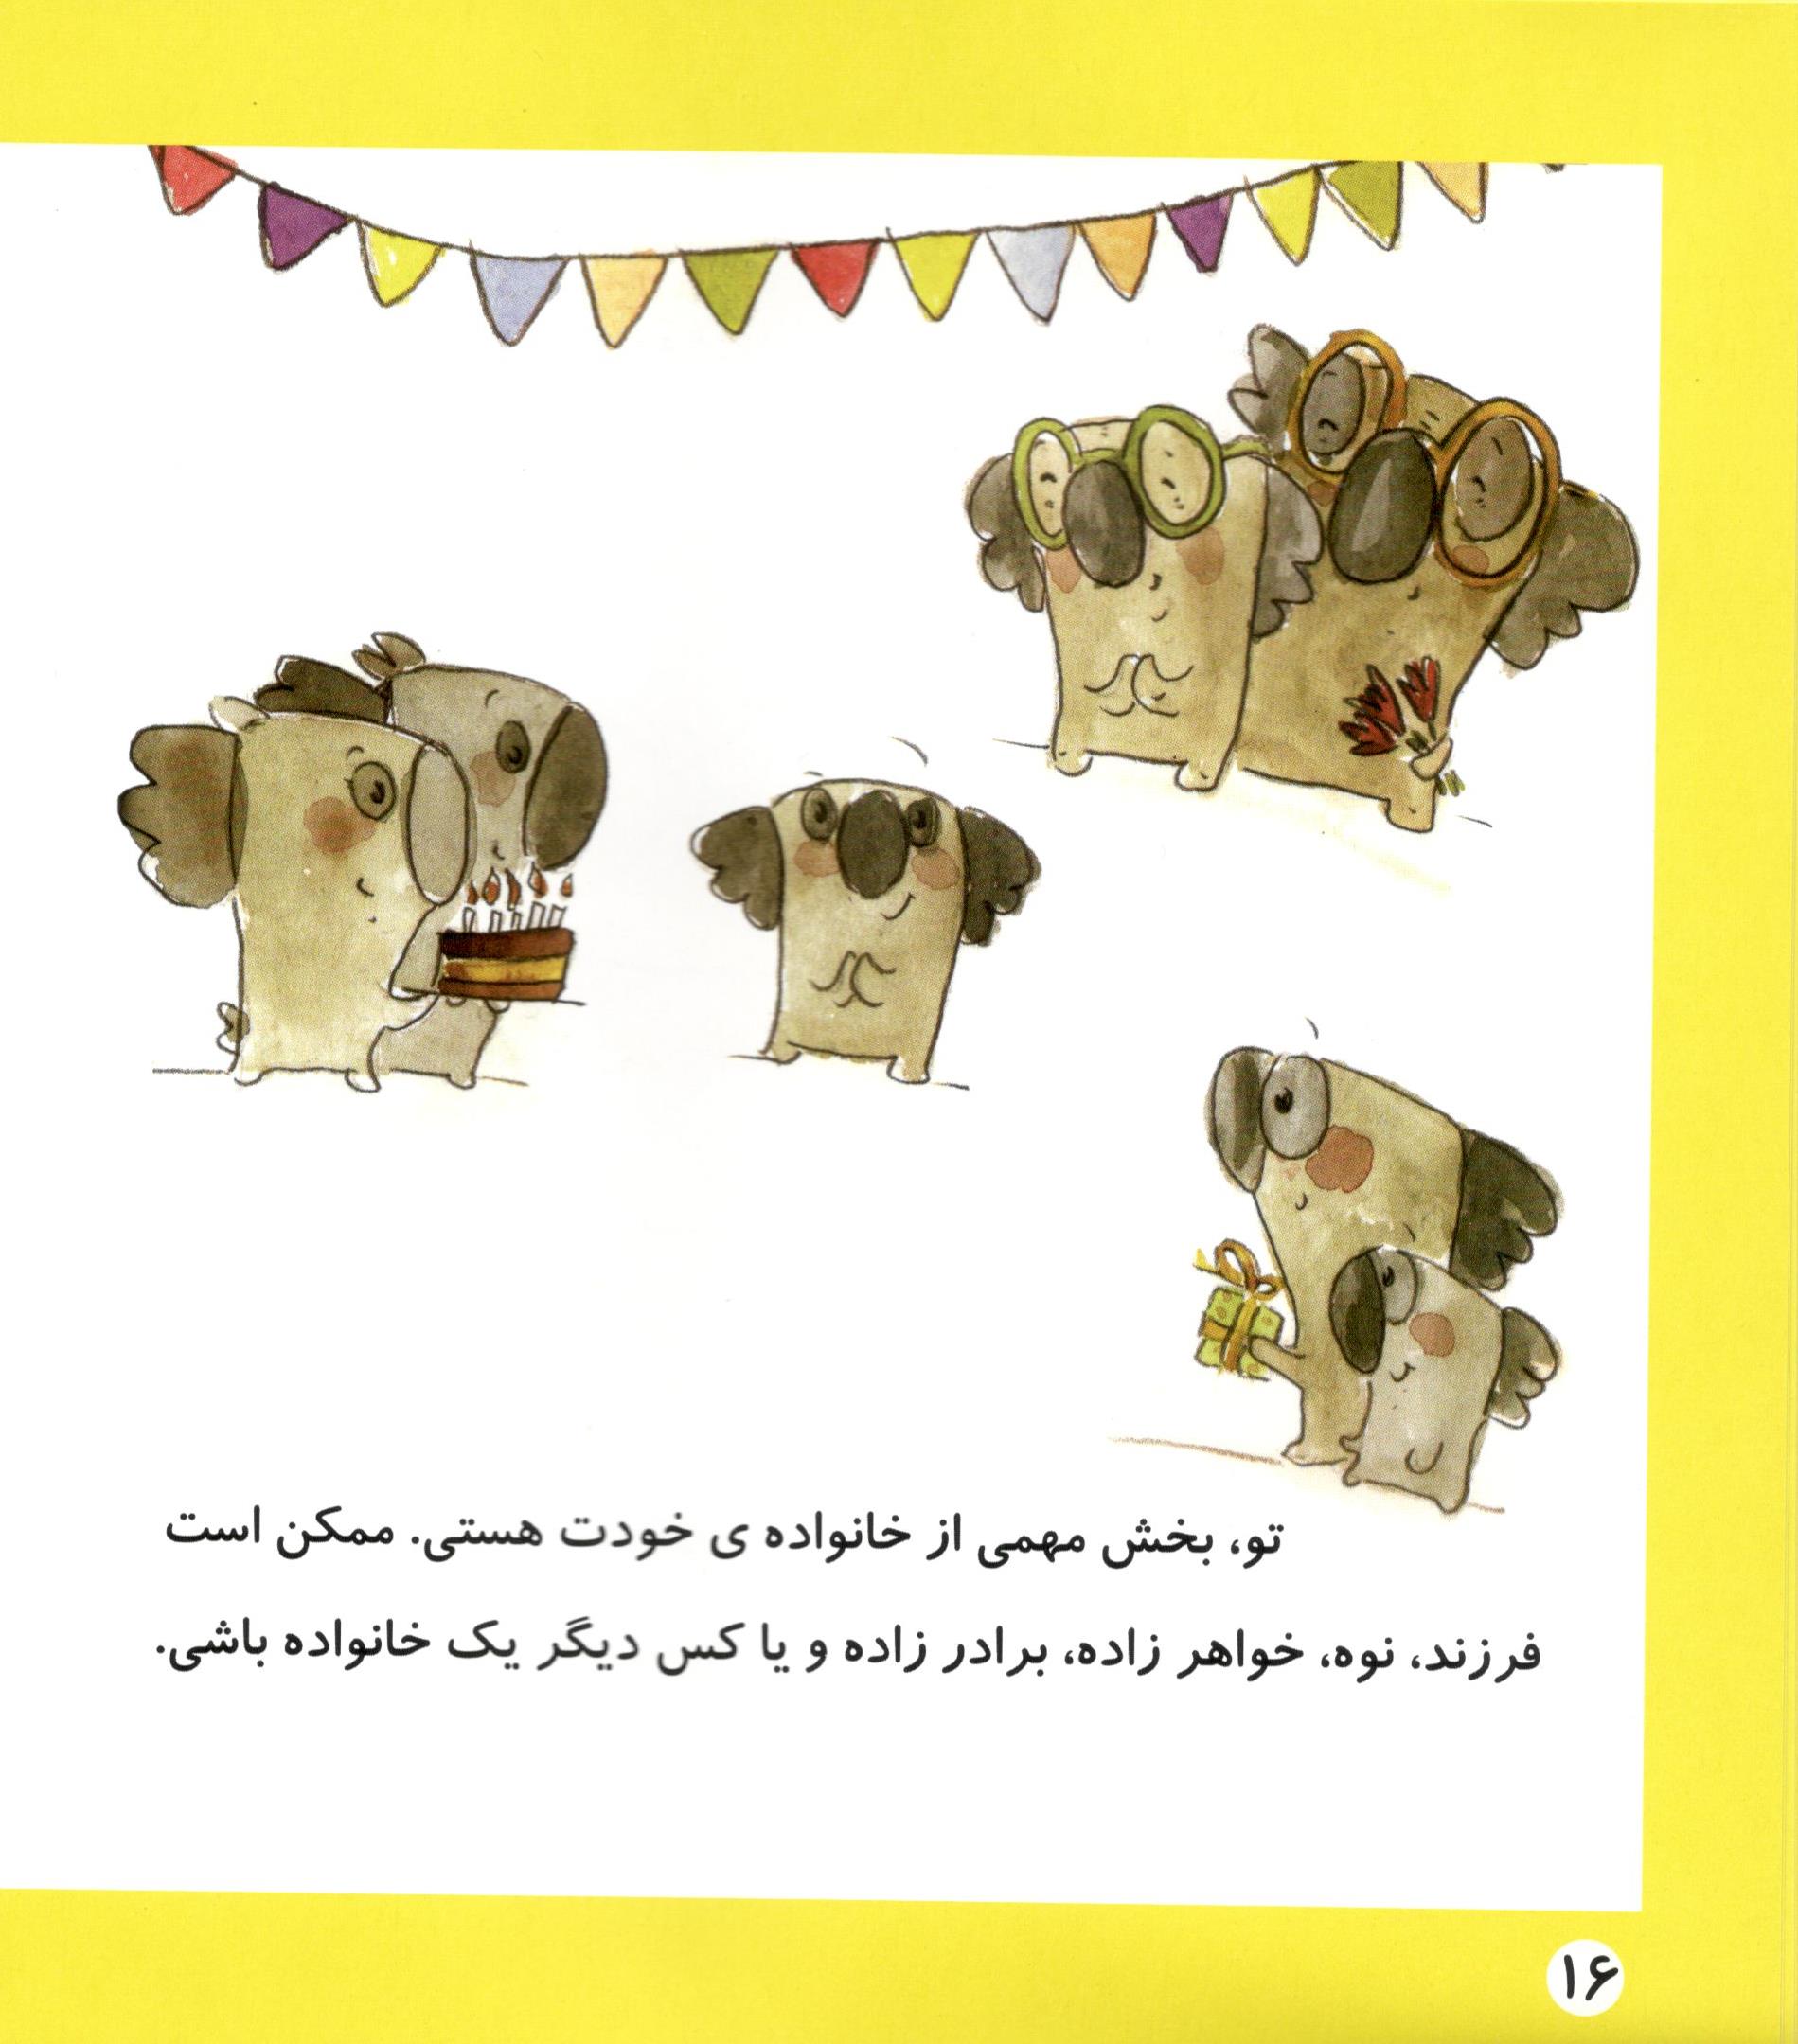 تو، بخش مهمی از خانواده ی خودت هستی. ممکن است
فرزند، نوه، خواهر زاده، برادر زاده و یا کس دیگر یک خانواده باشی.
۱۶